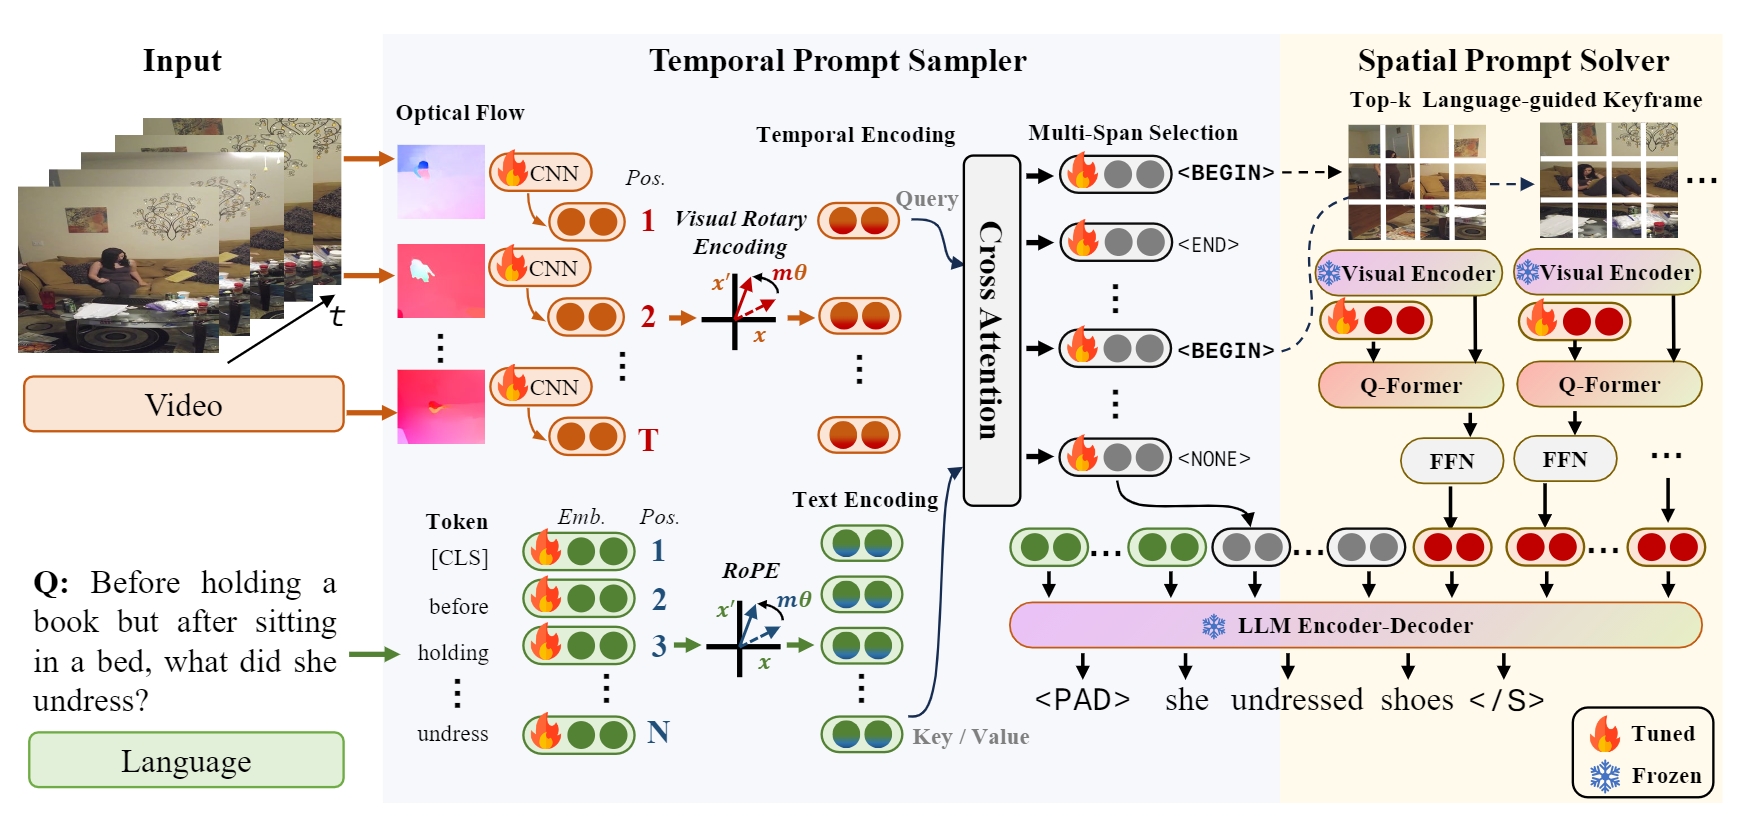 Input
Temporal Prompt Sampler
Spatial Prompt Solver
Optical Flow
Temporal Encoding
Multi-Span Selection
Top-k Language-guided Keyframe
CNN
Pos.
1
Visual Rotary
Encoding
x′
mθ
x
Query
CNN
2
CNN
T
t
Video
Cross Attention
<BEGIN>
<END>
<BEGIN>
<NONE>
Visual Encoder
Visual Encoder
Q-Former
Q-Former
FFN
FFN
...
Text Encoding
Token
Emb.
Pos.
[CLS]
1
before
2
holding
3
undress
N
RoPE
x′
mθ
x
Key / Value
Q: Before holding a
book but after sitting
in a bed, what did she
undress?
Language
LLM Encoder-Decoder
<PAD> she undressed shoes </S>
Tuned
Frozen